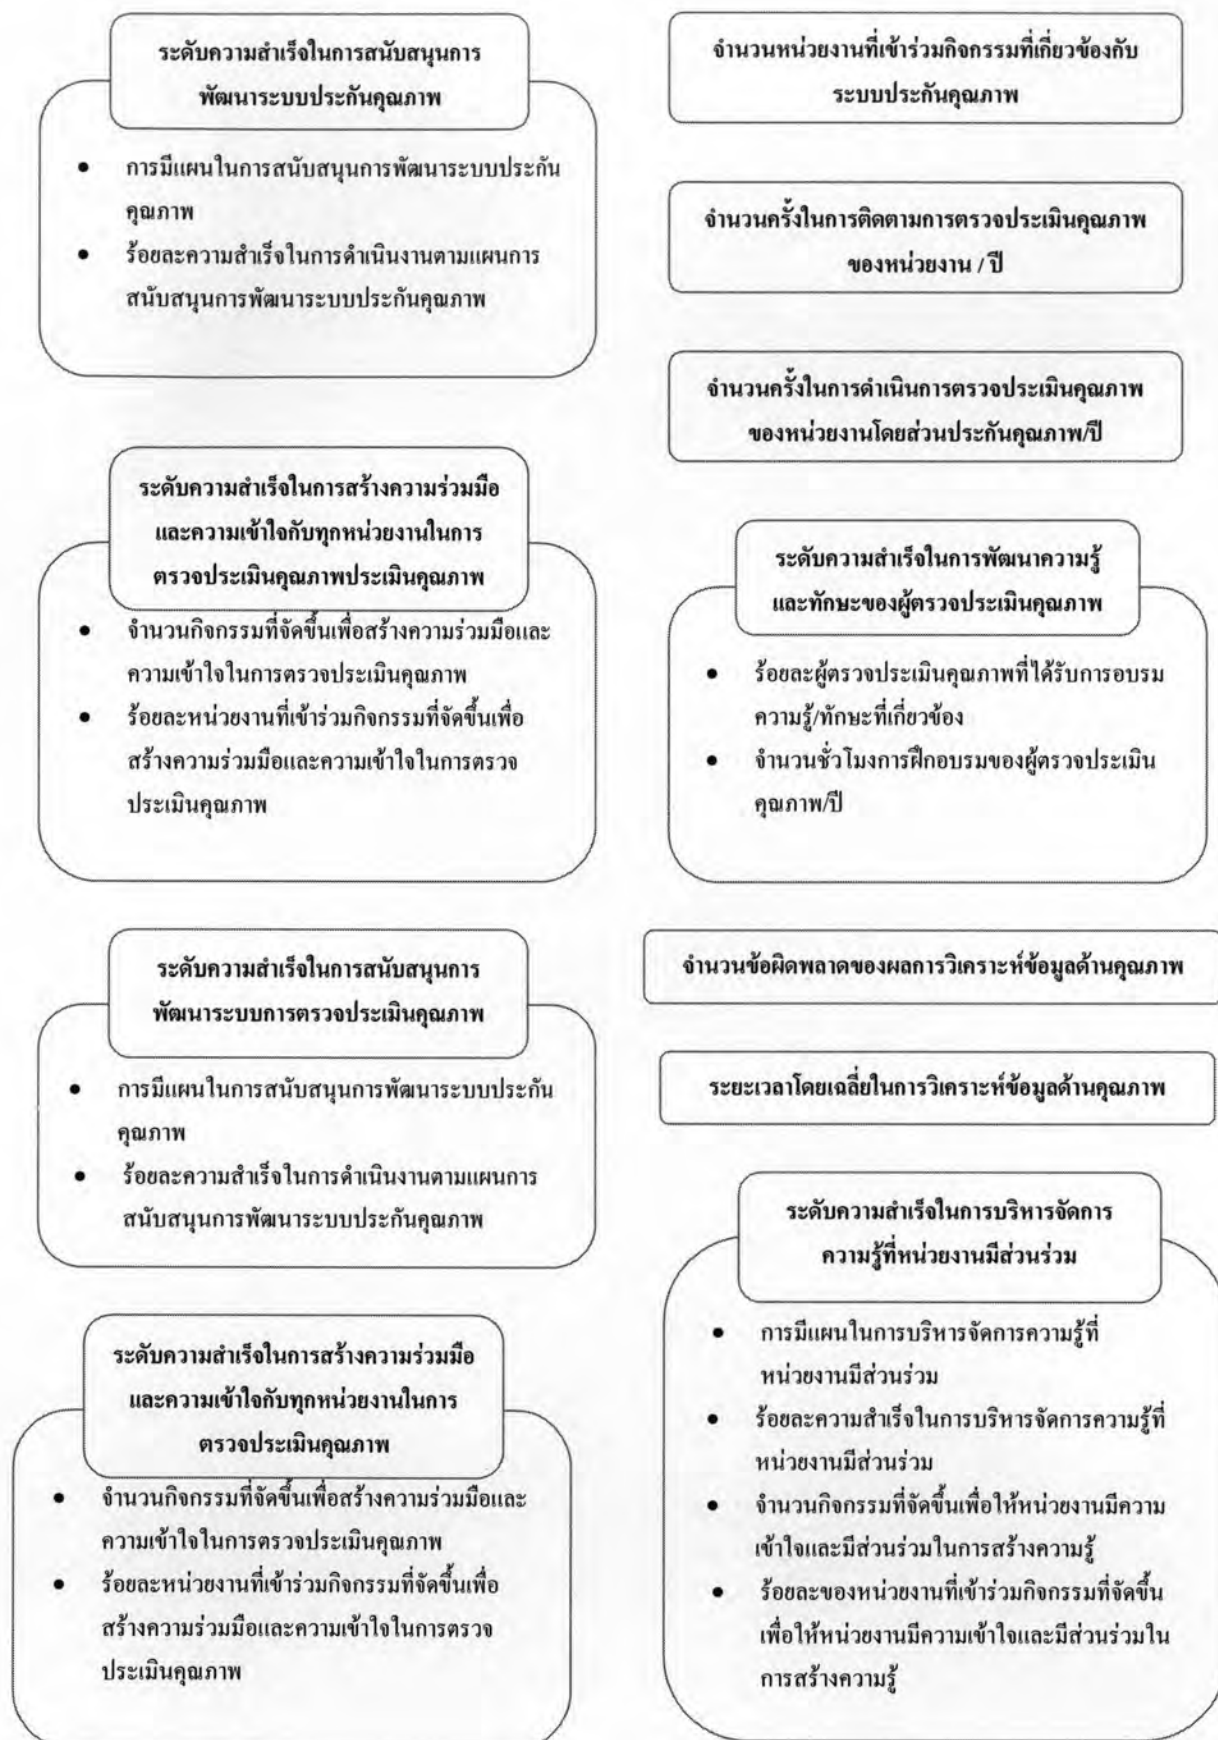 ระดับความสำเร็จในการสนับสนุนการ
พัฒนาระบบประกันคุณภาพ
• การมีแผนในการสนับสนุนการพัฒนาระบบประกัน
คุณภาพ
• ร้อยละความสำเร็จในการดำเนินงานตามแผนการ
สนับสนุนการพัฒนาระบบประกันคุณภาพ
ระดับความสำเร็จในการสร้างความร่วมมือ
และความเข้าใจกับทุกหน่วยงานในการ
ตรวจประเมินคุณภาพประเมินคุณภาพ
• จำนวนกิจกรรมที่จัดขึ้นเพื่อสร้างความร่วมมือและ
ความเข้าใจในการตรวจประเมินคุณภาพ
• ร้อยละหน่วยงานที่เข้าร่วมกิจกรรมที่จัดขึ้นเพื่อ
สร้างความร่วมมือและความเข้าใจในการตรวจ
ประเมินคุณภาพ
ระดับความสำเร็จในการสนับสนุนการ
พัฒนาระบบการตรวจประเมินคุณภาพ
• การมีแผนในการสนับสนุนการพัฒนาระบบประกัน
คุณภาพ
• ร้อยละความสำเร็จในการดำเนินงานตามแผนการ
สนับสนุนการพัฒนาระบบประกันคุณภาพ
ระดับความสำเร็จในการสร้างความร่วมมือ
และความเข้าใจกับทุกหน่วยงานในการ
ตรวจประเมินคุณภาพ
• จำนวนกิจกรรมที่จัดขึ้นเพื่อสร้างความร่วมมือและ
ความเข้าใจในการตรวจประเมินคุณภาพ
• ร้อยละหน่วยงานที่เข้าร่วมกิจกรรมที่จัดขึ้นเพื่อ
สร้างความร่วมมือและความเข้าใจในการตรวจ
ประเมินคุณภาพ
จำนวนหน่วยงานที่เข้าร่วมกิจกรรมที่เกี่ยวข้องกับ
ระบบประกันคุณภาพ
จำนวนครั้งในการติดตามการตรวจประเมินคุณภาพ
ของหน่วยงาน / ปี
จำนวนครั้งในการดำเนินการตรวจประเมินคุณภาพ
ของหน่วยงานโดยส่วนประกันคุณภาพ/ปี
ระดับความสำเร็จในการพัฒนาความรู้
และทักษะของผู้ตรวจประเมินคุณภาพ
• ร้อยละผู้ตรวจประเมินคุณภาพที่ได้รับการอบรม
ความรู้/ทักษะที่เกี่ยวข้อง
• จำนวนชั่วโมงการฝึกอบรมของผู้ตรวจประเมิน
คุณภาพ/ปี
จำนวนข้อผิดพลาดของผลการวิเคราะห์ข้อมูลด้านคุณภาพ
ระยะเวลาโดยเฉลี่ยในการวิเคราะห์ข้อมูลด้านคุณภาพ
ระดับความสำเร็จในการบริหารจัดการ
ความรู้ที่หน่วยงานมีส่วนร่วม
• การมีแผนในการบริหารจัดการความรู้ที่
หน่วยงานมีส่วนร่วม
• ร้อยละความสำเร็จในการบริหารจัดการความรู้ที่
หน่วยงานมีส่วนร่วม
• จำนวนกิจกรรมที่จัดขึ้นเพื่อให้หน่วยงานมีความ
เข้าใจและมีส่วนร่วมในการสร้างความรู้
• ร้อยละของหน่วยงานที่เข้าร่วมกิจกรรมที่จัดขึ้น
เพื่อให้หน่วยงานมีความเข้าใจและมีส่วนร่วมใน
การสร้างความรู้